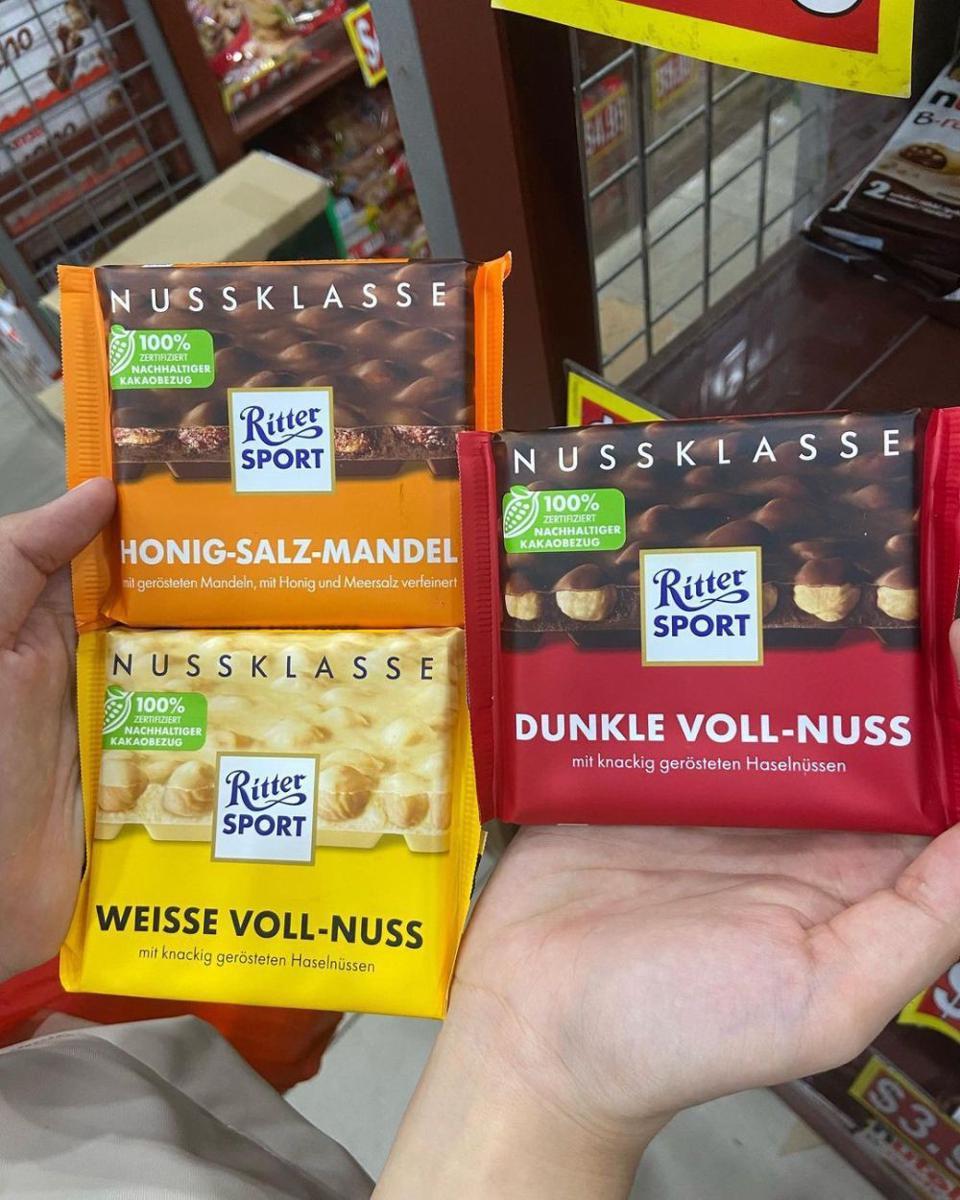 NUSSKLASSE
100%
ZERTIFIZIERT
NACHHALTIGER
KAKAOBEZUG
Ritter
SPORT
HONIG-SALZ-MANDEL
mit gerösteten Mandeln, mit Honig und Meersalz verfeinert
NUSSKLASSE
100%
ZERTIFIZIERT
NACHHALTIGER
KAKAOBEZUG
Ritter
SPORT
DUNKLE VOLL-NUSS
mit knackig gerösteten Haselnüssen
NUSSKLASSE
100%
ZERTIFIZIERT
NACHHALTIGER
KAKAOBEZUG
Ritter
SPORT
WEISSE VOLL-NUSS
mit knackig gerösteten Haselnüssen
2
$3.